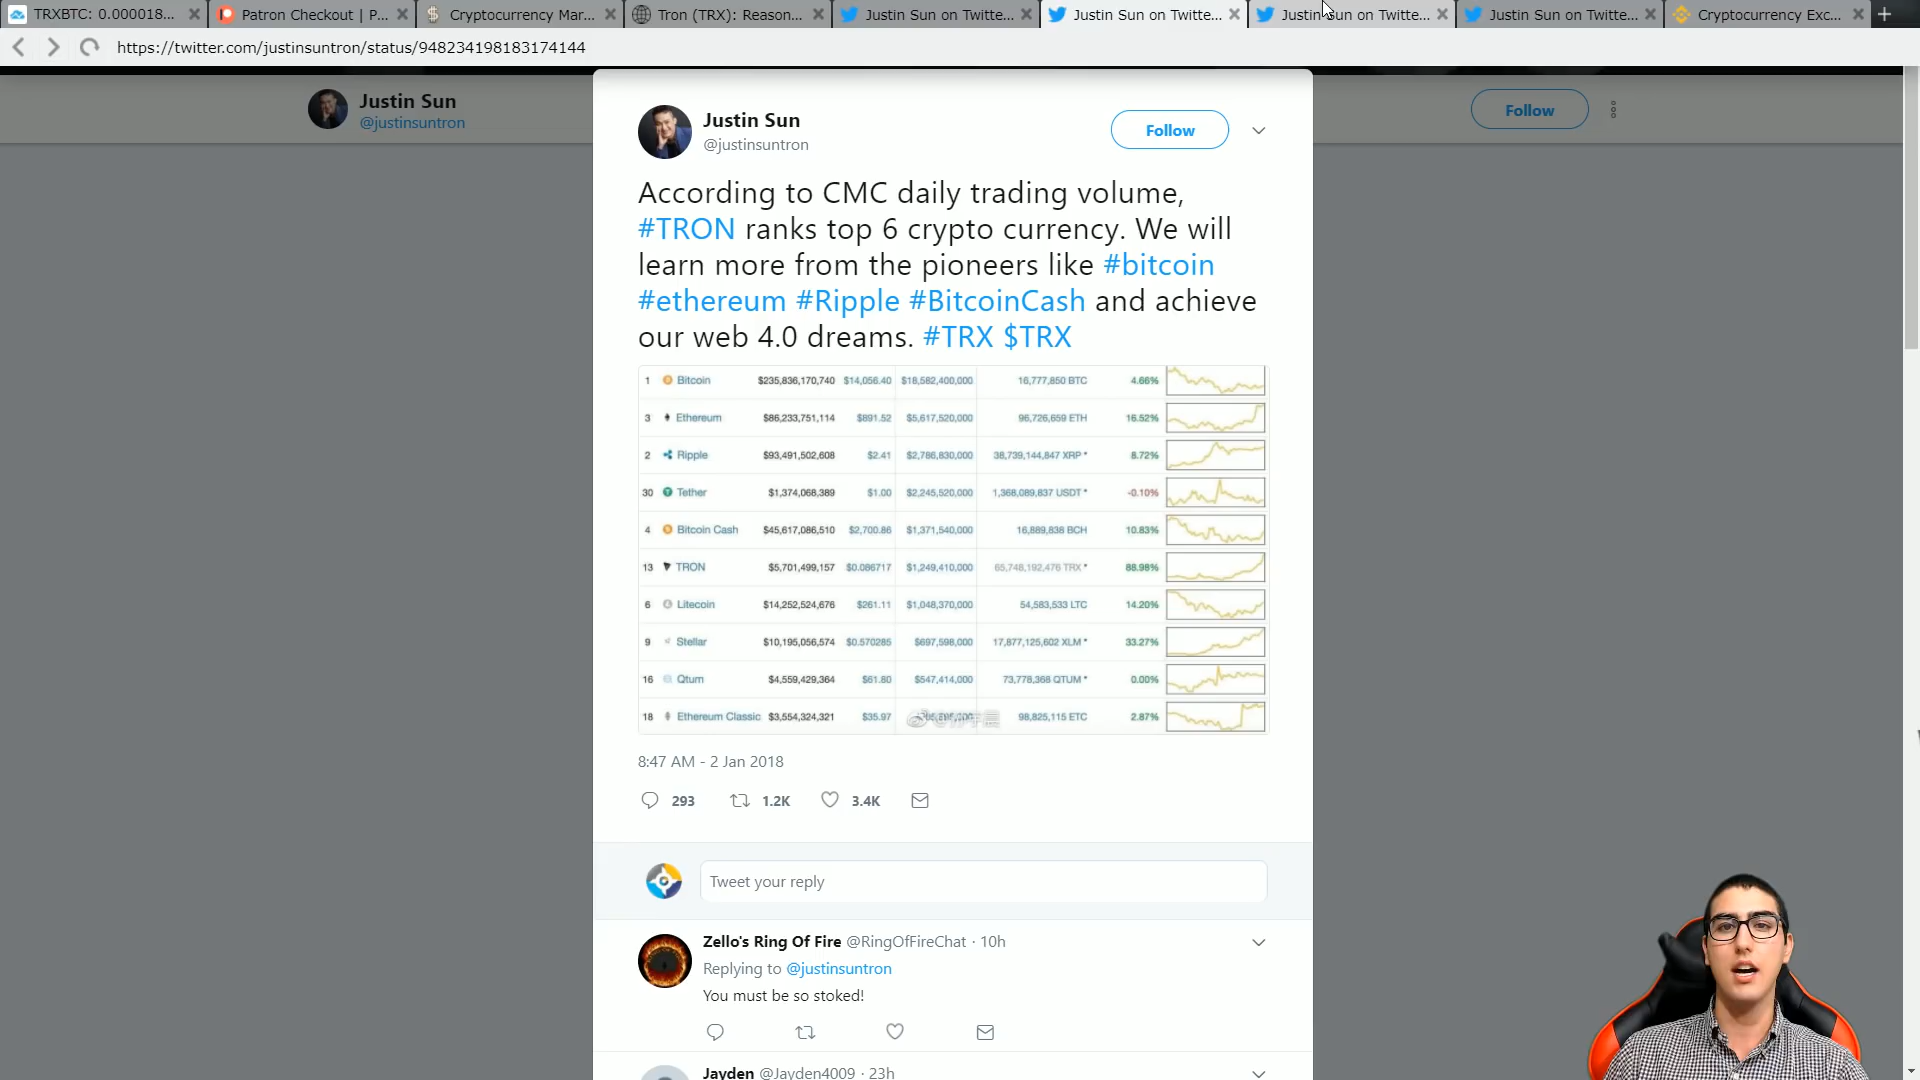 TRXBTC: 0.000018...
Patron Checkout | P...
Cryptocurrency Mar...
Tron (TRX): Reason...
Justin Sun on Twitte...
Justin Sun on Twitte...
Justin Sun on Twitte...
Justin Sun on Twitte...
Cryptocurrency Exc...
https://twitter.com/justinsuntron/status/948234198183174144
Justin Sun
@justinsuntron
Follow
Justin Sun
@justinsuntron
Follow
According to CMC daily trading volume,
#TRON ranks top 6 crypto currency. We will
learn more from the pioneers like #bitcoin
#ethereum #Ripple #BitcoinCash and achieve
our web 4.0 dreams. #TRX $TRX
1 Bitcoin $235,836,170,740 $14,056.40 $18,582,400,000 16,777,850 BTC 4.66%
3 Ethereum $86,233,751,114 $891.52 $5,617,520,000 96,726,659 ETH 16.52%
2 Ripple $93,491,502,608 $2.41 $2,786,830,000 38,739,144,847 XRP * 8.72%
30 Tether $1,374,068,389 $1.00 $2,245,520,000 1,368,089,837 USDT * -0.10%
4 Bitcoin Cash $45,617,086,510 $2,700.86 $1,371,540,000 16,889,838 BCH 10.83%
13 TRON $5,701,499,157 $0.086717 $1,249,410,000 65,748,192,476 TRX * 88.98%
6 Litecoin $14,252,524,676 $261.11 $1,048,370,000 54,583,533 LTC 14.20%
9 Stellar $10,195,056,574 $0.570285 $697,598,000 17,877,125,602 XLM * 33.27%
16 Qtum $4,559,429,364 $61.80 $547,414,000 73,778,368 QTUM * 0.00%
18 Ethereum Classic $3,554,324,321 $35.97 98,825,115 ETC 2.87%
8:47 AM - 2 Jan 2018
293 1.2K 3.4K
Tweet your reply
Zello's Ring Of Fire @RingOfFireChat · 10h
Replying to @justinsuntron
You must be so stoked!
Jayden @Jayden4009 · 23h